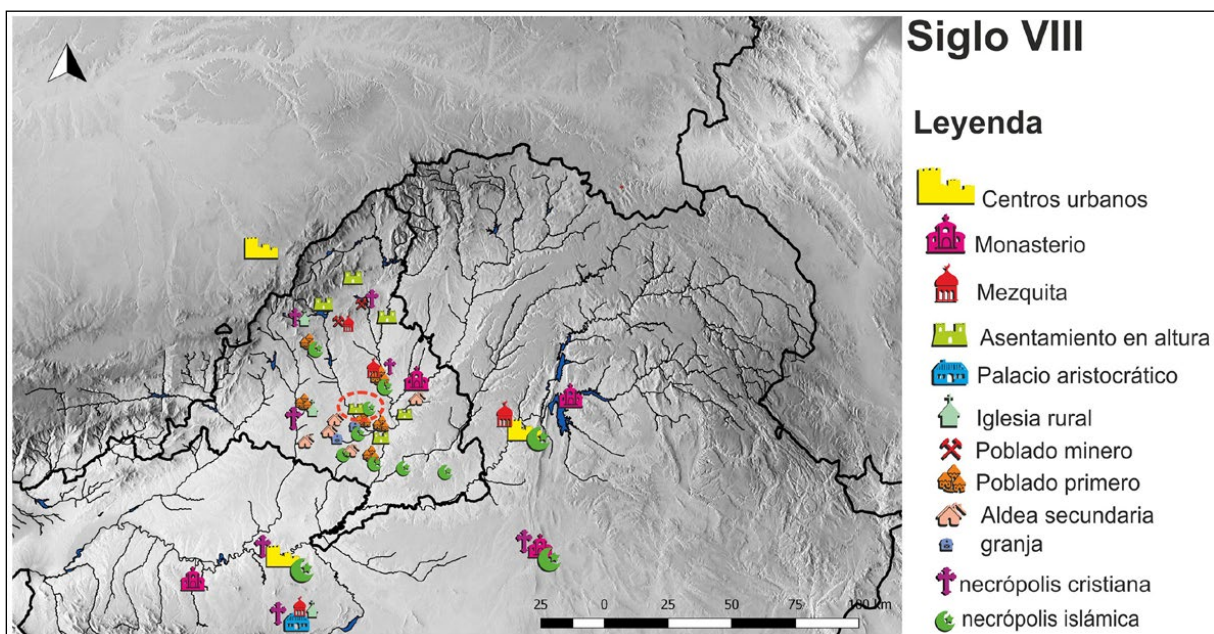 Siglo VIII
Leyenda
Centros urbanos
Monasterio
Mezquita
Asentamiento en altura
Palacio aristocrático
Iglesia rural
Poblado minero
Poblado primero
Aldea secundaria
granja
necrópolis cristiana
necrópolis islámica
25 0 25 50 75 100 km